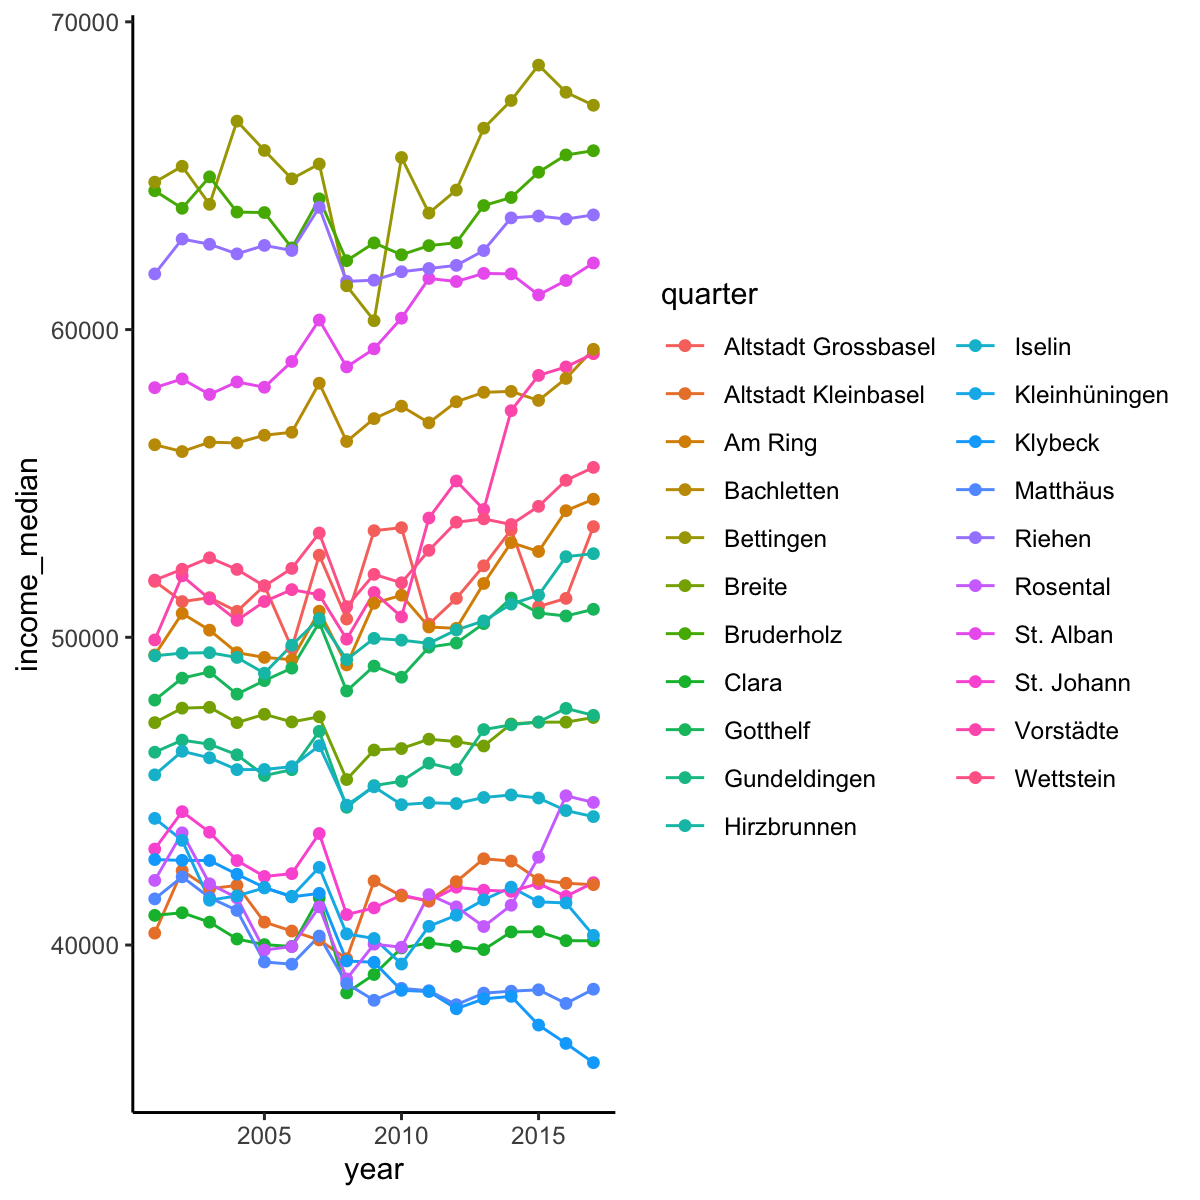 70000
60000
50000
40000
income_median
2005 2010 2015
year
quarter
Altstadt Grossbasel
Altstadt Kleinbasel
Am Ring
Bachletten
Bettingen
Breite
Bruderholz
Clara
Gotthelf
Gundeldingen
Hirzbrunnen
Iselin
Kleinhüningen
Klybeck
Matthäus
Riehen
Rosental
St. Alban
St. Johann
Vorstädte
Wettstein